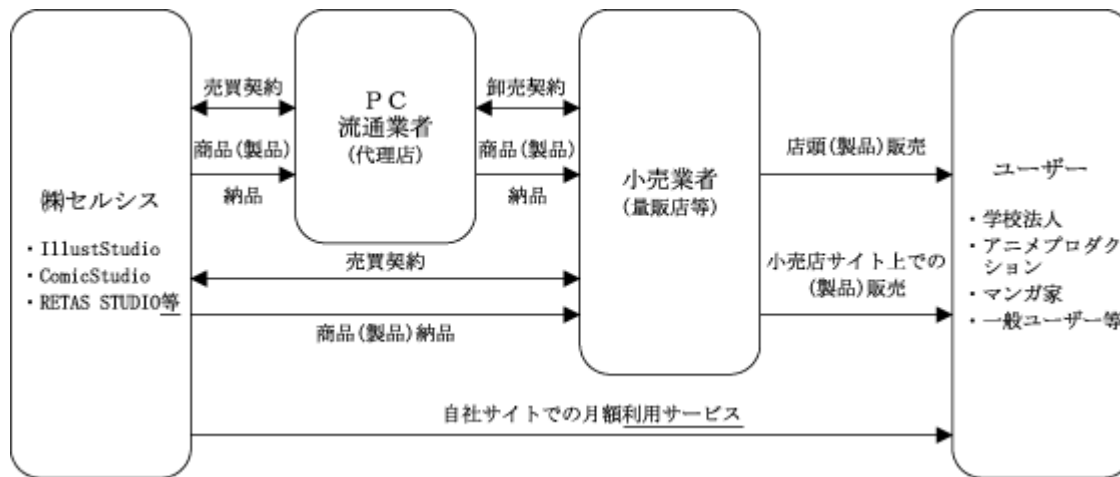 ㈱セルシス
・IllustStudio
・ComicStudio
・RETAS STUDIO等
売買契約
商品(製品)
納品
PC
流通業者
(代理店)
卸売契約
商品(製品)
納品
売買契約
商品(製品)納品
小売業者
(量販店等)
店頭(製品)販売
小売店サイト上での
(製品)販売
自社サイトでの月額利用サービス
ユーザー
・学校法人
・アニメプロダク
ション
・マンガ家
・一般ユーザー等